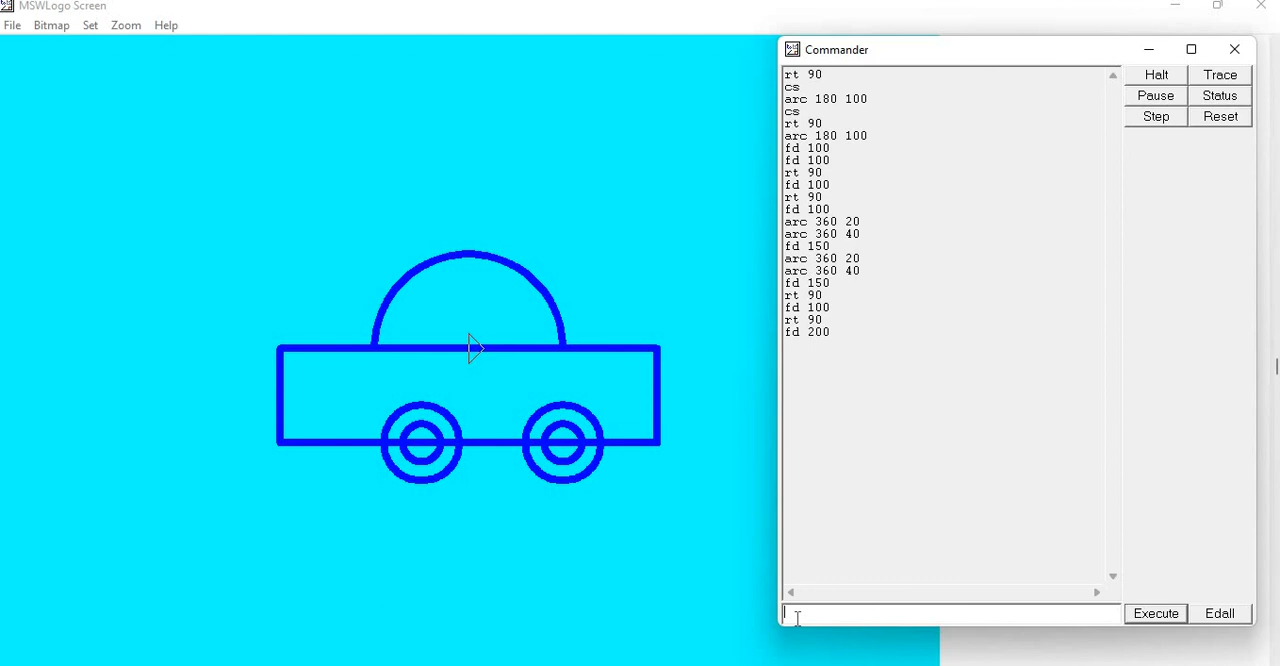 MSWLogo Screen
File Bitmap Set Zoom Help
Commander
rt 90
cs
arc 180 100
cs
rt 90
arc 180 100
fd 100
fd 100
rt 90
fd 100
rt 90
fd 100
arc 360 20
arc 360 40
fd 150
arc 360 20
arc 360 40
fd 150
rt 90
fd 100
rt 90
fd 200
Halt Trace
Pause Status
Step Reset
Execute Edall